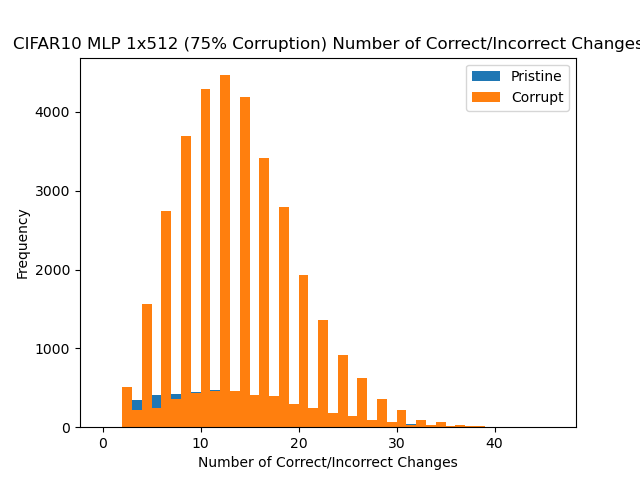 CIFAR10 MLP 1x512 (75% Corruption) Number of Correct/Incorrect Changes
Pristine
Corrupt
4000
3000
2000
1000
0
Frequency
0 10 20 30 40
Number of Correct/Incorrect Changes